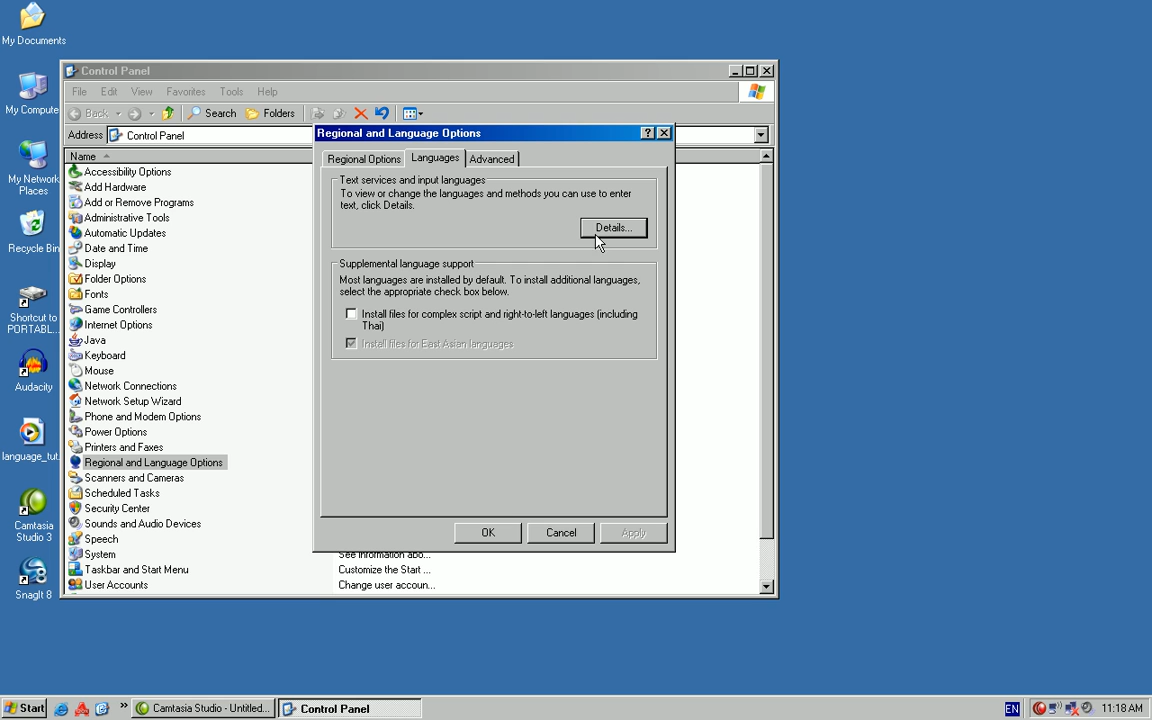 My Documents
My Compute
My Network
Places
Recycle Bin
Shortcut to
PORTABL...
Audacity
language_tut.
Camtasia
Studio 3
SnagIt 8
Control Panel
File Edit View Favorites Tools Help
Back Search Folders
Address Control Panel
Name
Accessibility Options
Add Hardware
Add or Remove Programs
Administrative Tools
Automatic Updates
Date and Time
Display
Folder Options
Fonts
Game Controllers
Internet Options
Java
Keyboard
Mouse
Network Connections
Network Setup Wizard
Phone and Modem Options
Power Options
Printers and Faxes
Regional and Language Options
Scanners and Cameras
Scheduled Tasks
Security Center
Sounds and Audio Devices
Speech
System
Taskbar and Start Menu
User Accounts
See information abo...
Customize the Start ...
Change user accoun...
Regional and Language Options
Regional Options Languages Advanced
Text services and input languages
To view or change the languages and methods you can use to enter
text, click Details.
Details...
Supplemental language support
Most languages are installed by default. To install additional languages,
select the appropriate check box below.
Install files for complex script and right-to-left languages (including
Thai)
Install files for East Asian languages
OK Cancel Apply
Start » Camtasia Studio - Untitled... Control Panel EN 11:18 AM